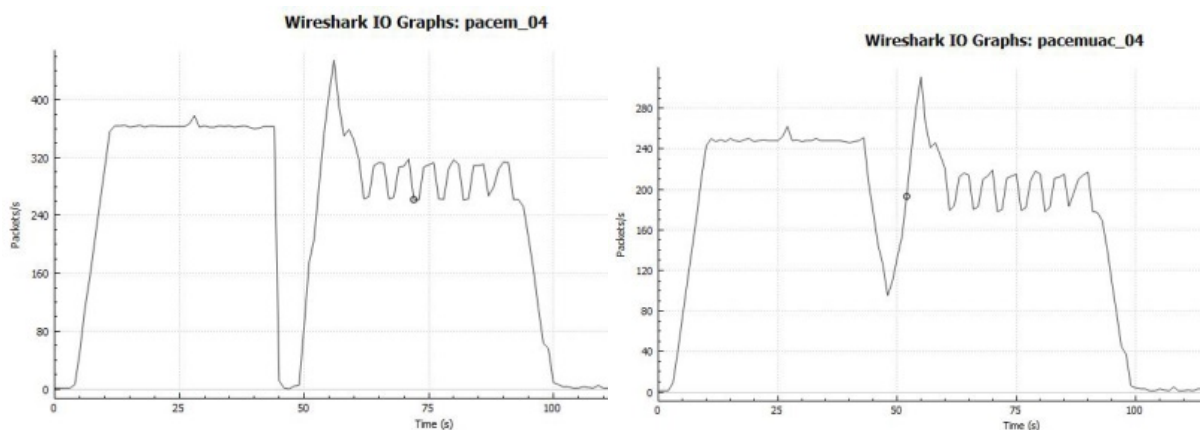 Wireshark IO Graphs: pacem_04
Packets/s
400
320
240
160
80
0
0 25 50 75 100
Time (s)
Wireshark IO Graphs: pacemuac_04
Packets/s
280
240
200
160
120
80
40
0
0 25 50 75 100
Time (s)